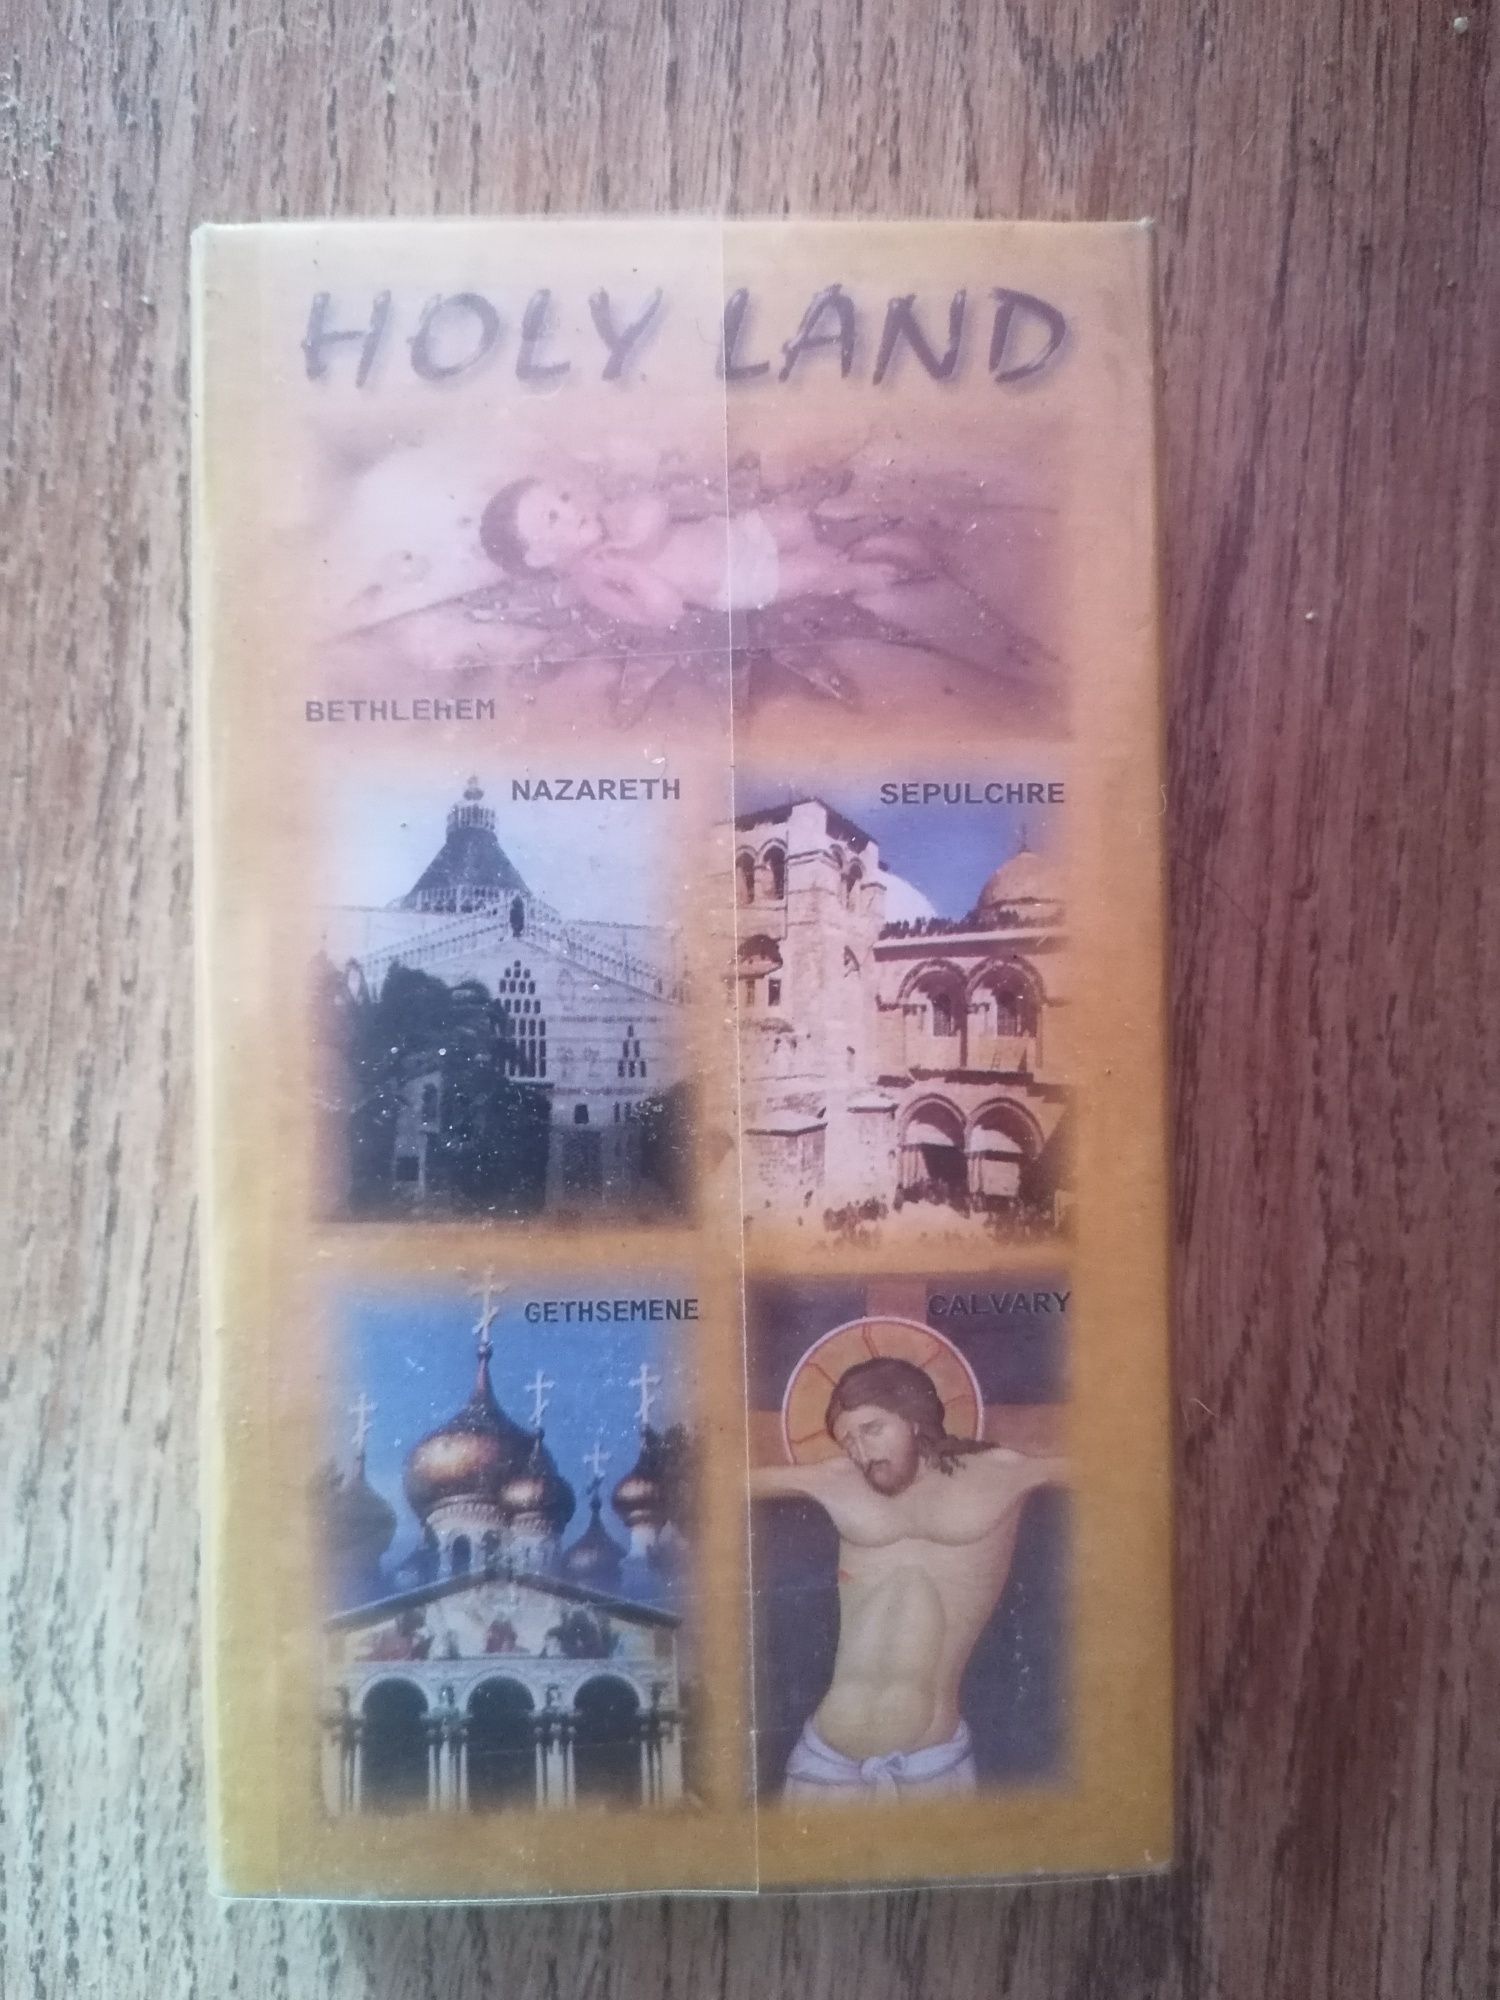 HOLY LAND
BETHLEHEM
NAZARETH
SEPULCHRE
GETHSEMENE
CALVARY